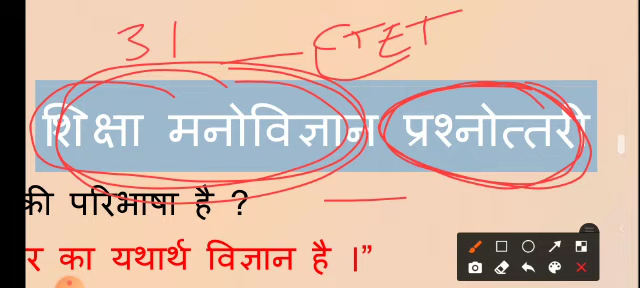 31 — CTET
शिक्षा मनोविज्ञान प्रश्नोत्तरी
की परिभाषा है ?
र का यथार्थ विज्ञान है ।”